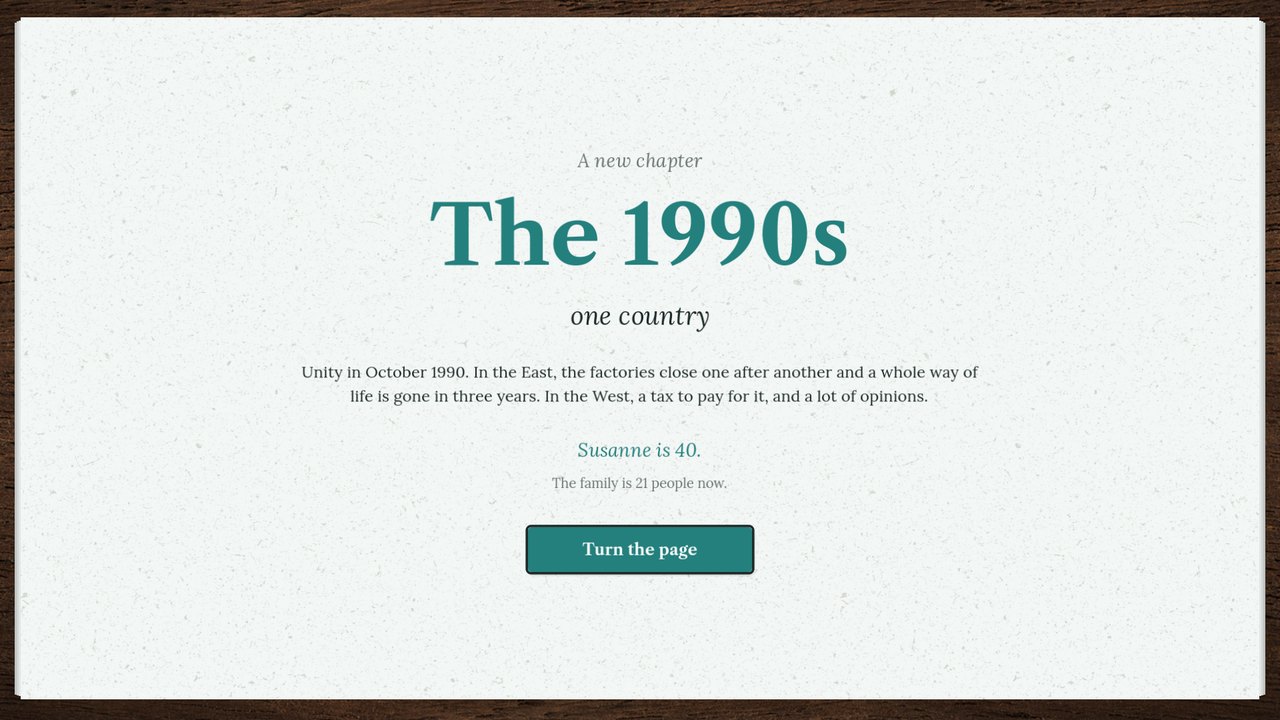 A new chapter
The 1990s
one country
Unity in October 1990. In the East, the factories close one after another and a whole way of
life is gone in three years. In the West, a tax to pay for it, and a lot of opinions.
Susanne is 40.
The family is 21 people now.
Turn the page